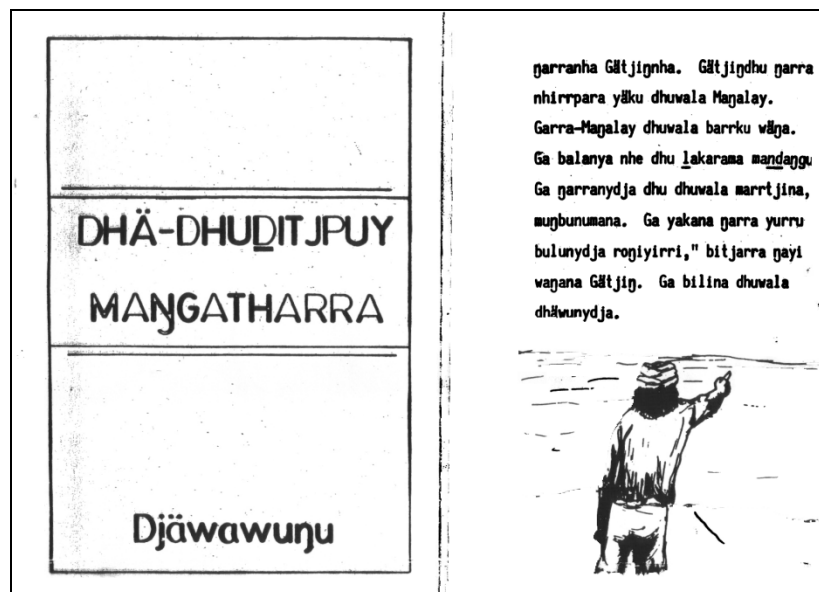 DHÄ-DHUḎITJPUY
MAŊGATHARRA
Djäwawuŋu
ŋarranha Gätjiŋnha. Gätjiŋdhu ŋarra
nhirrpara yäku dhuwala Maŋalay.
Garra-Maŋalay dhuwala barrku wäŋa.
Ga balanya nhe dhu ḻakarama maṉḏaŋgu
Ga ŋarranydja dhu dhuwala marrtjina,
muŋbunumana. Ga yakana ŋarra yurru
bulunydja roŋiyirri," bitjarra ŋayi
waŋana Gätjiŋ. Ga bilina dhuwala
dhäwunydja.